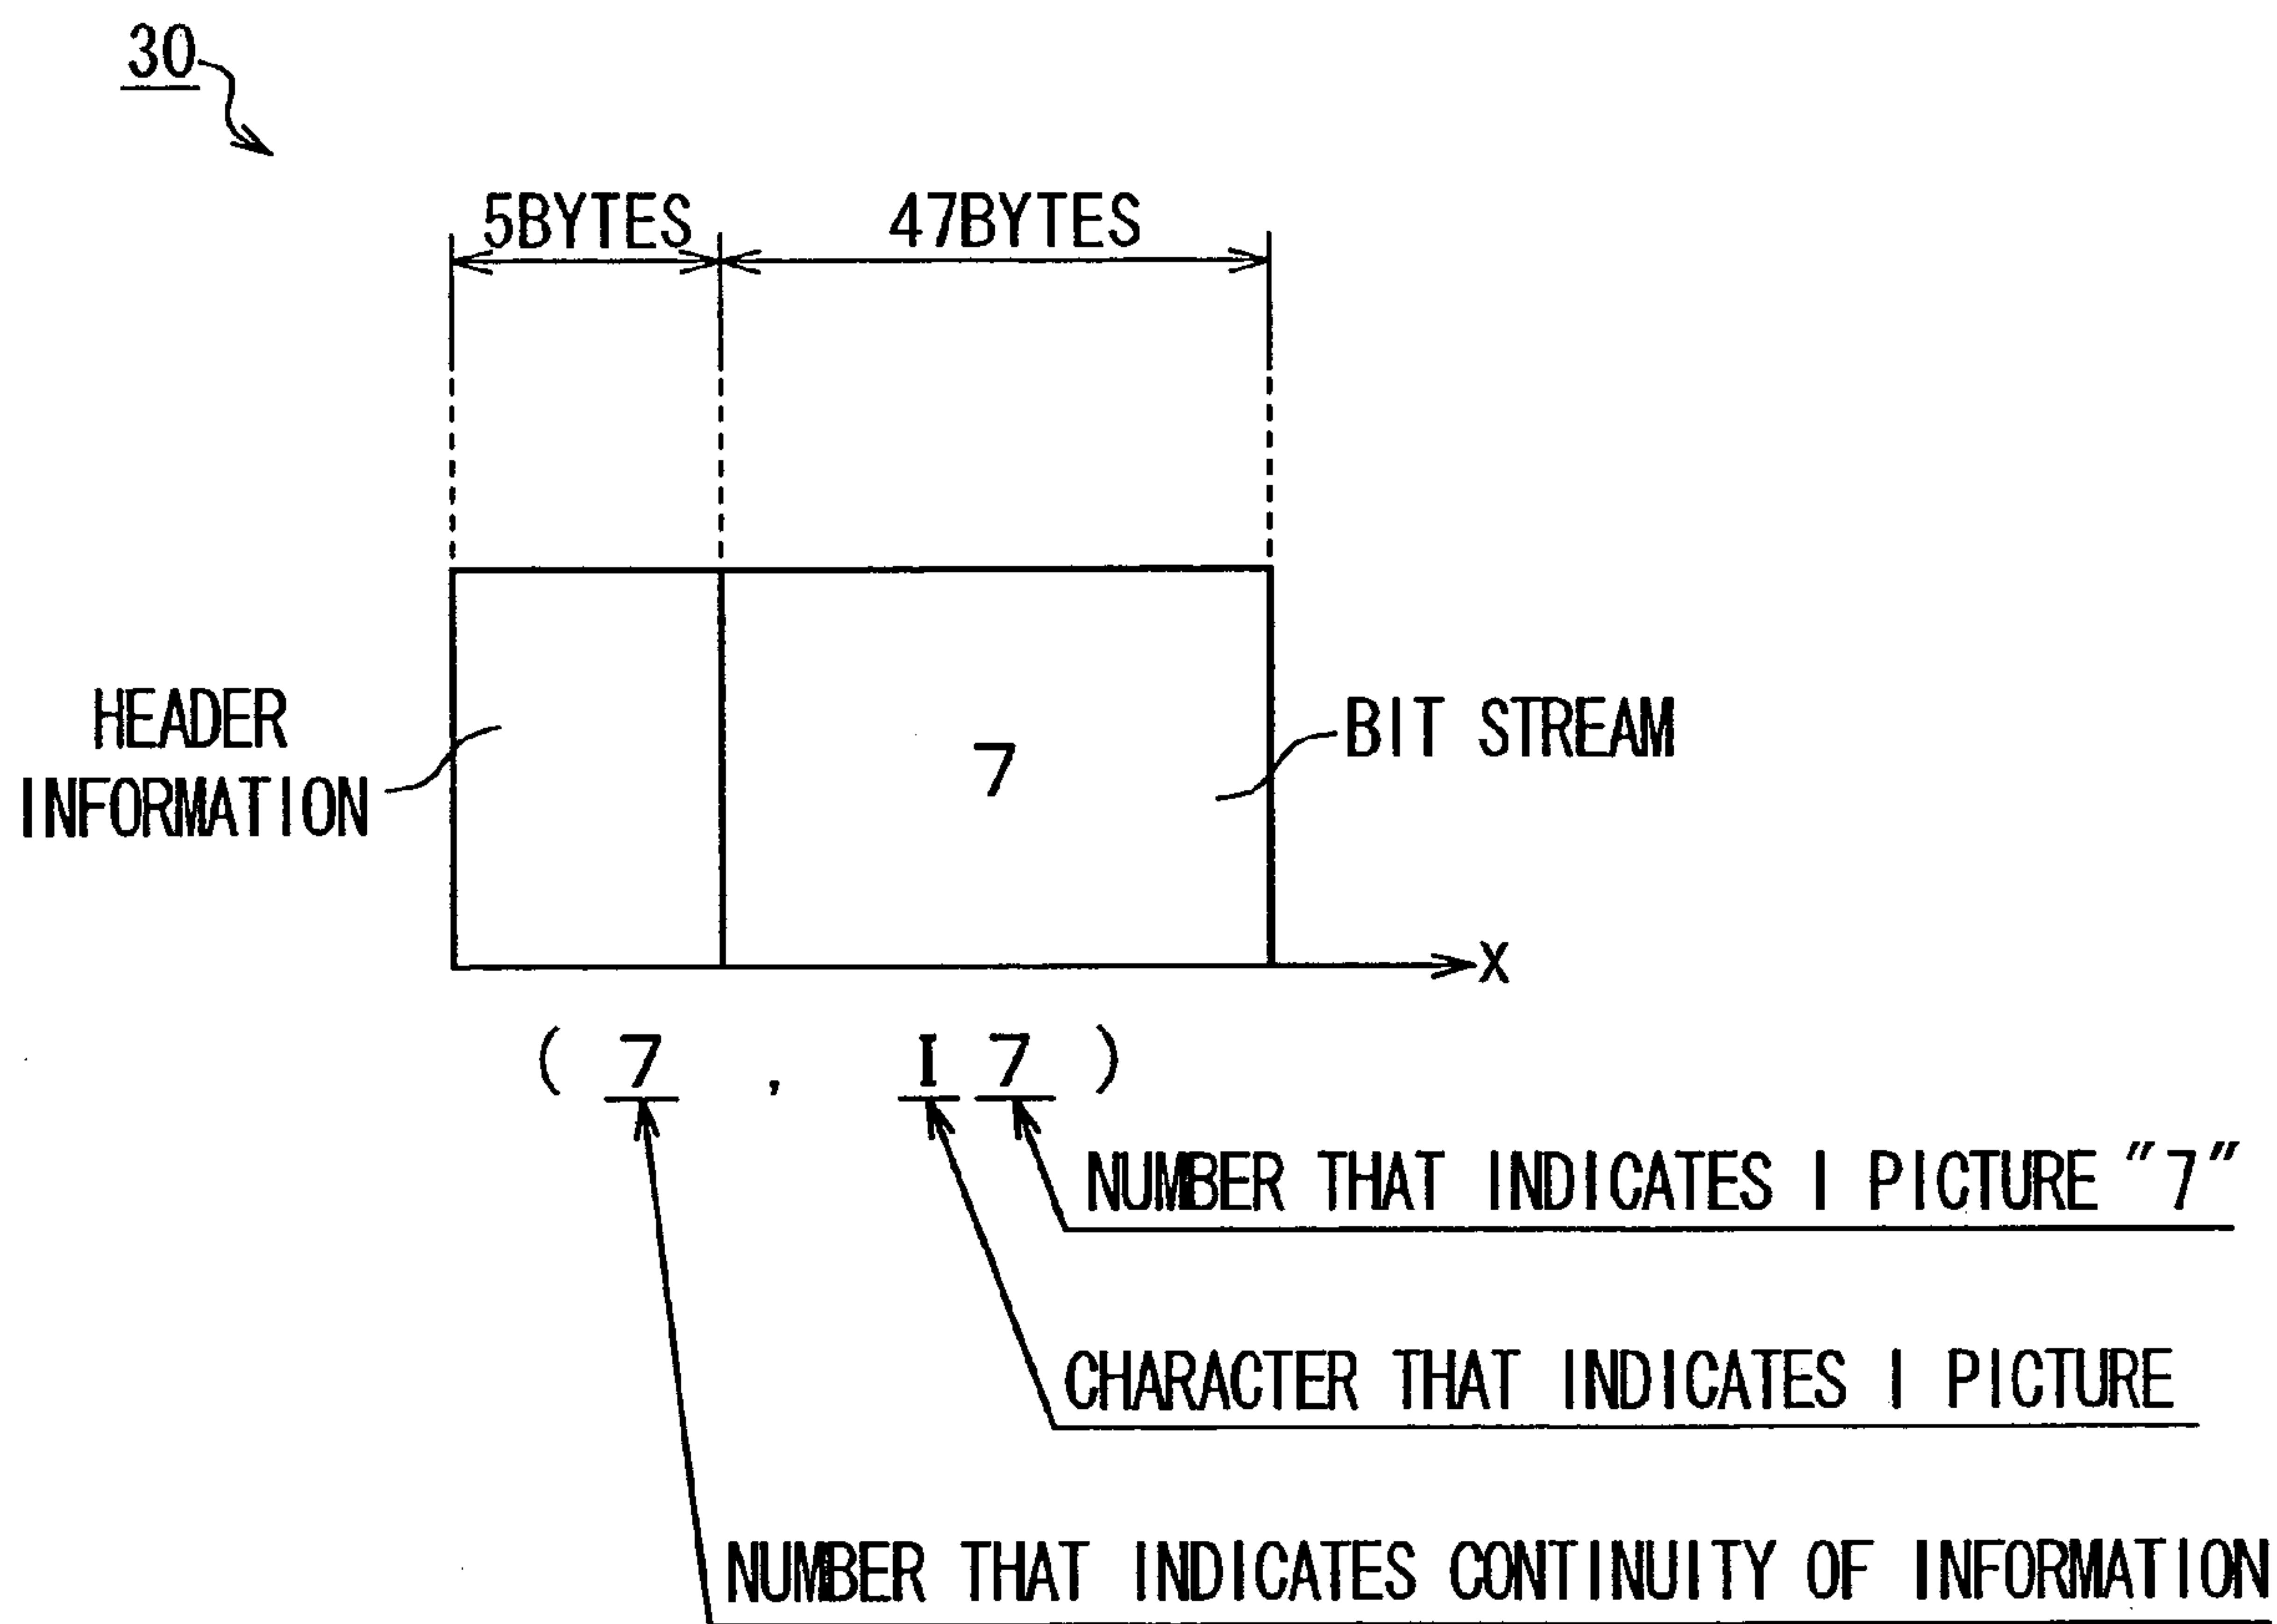 30
5BYTES 47BYTES
HEADER
INFORMATION
7
BIT STREAM
X
( 7 , I 7 )
NUMBER THAT INDICATES I PICTURE "7"
CHARACTER THAT INDICATES I PICTURE
NUMBER THAT INDICATES CONTINUITY OF INFORMATION